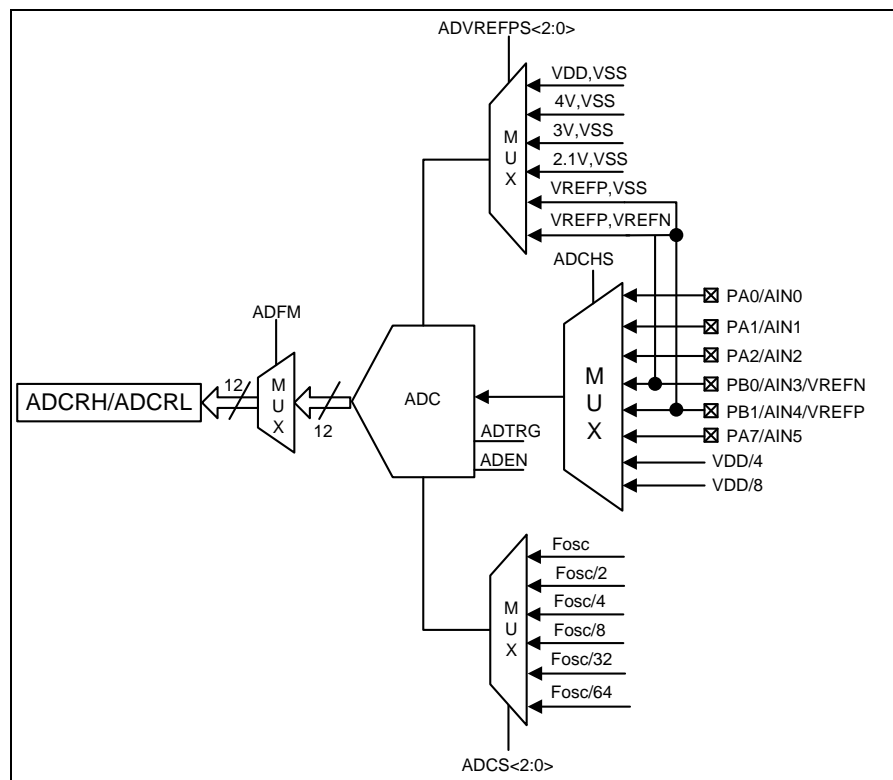 ADVREFPS<2:0>
VDD,VSS
4V,VSS
3V,VSS
2.1V,VSS
VREFP,VSS
VREFP,VREFN
M
U
X
ADCHS
PA0/AIN0
PA1/AIN1
PA2/AIN2
PB0/AIN3/VREFN
PB1/AIN4/VREFP
PA7/AIN5
VDD/4
VDD/8
M
U
X
ADFM
ADCRH/ADCRL
12
M
U
X
12
ADC
ADTRG
ADEN
Fosc
Fosc/2
Fosc/4
Fosc/8
Fosc/32
Fosc/64
M
U
X
ADCS<2:0>